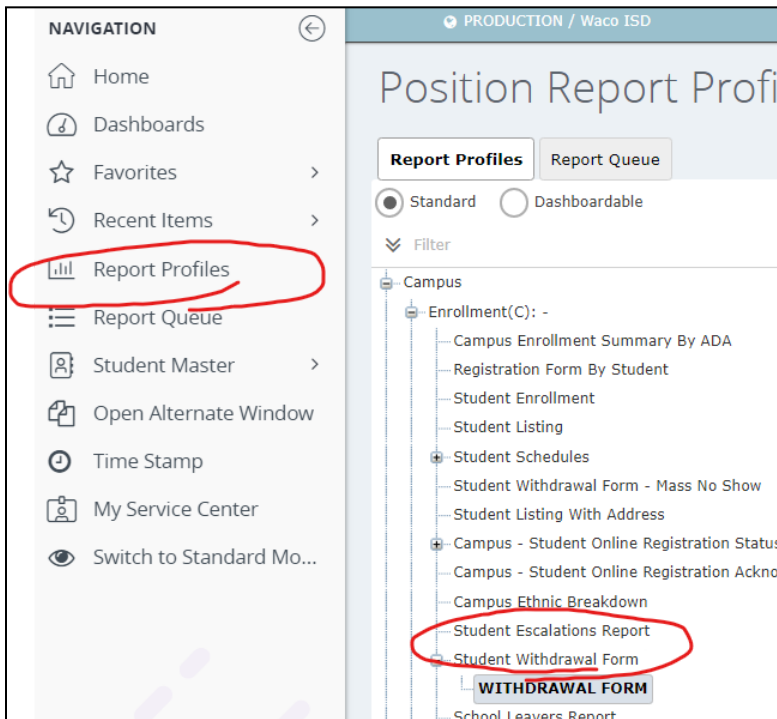 NAVIGATION
Home
Dashboards
Favorites
Recent Items
Report Profiles
Report Queue
Student Master
Open Alternate Window
Time Stamp
My Service Center
Switch to Standard Mo...
PRODUCTION / Waco ISD
Position Report Profi
Report Profiles Report Queue
Standard Dashboardable
Filter
Campus
Enrollment(C): -
Campus Enrollment Summary By ADA
Registration Form By Student
Student Enrollment
Student Listing
Student Schedules
Student Withdrawal Form - Mass No Show
Student Listing With Address
Campus - Student Online Registration Status
Campus - Student Online Registration Ackno
Campus Ethnic Breakdown
Student Escalations Report
Student Withdrawal Form
WITHDRAWAL FORM
School Leavers Report